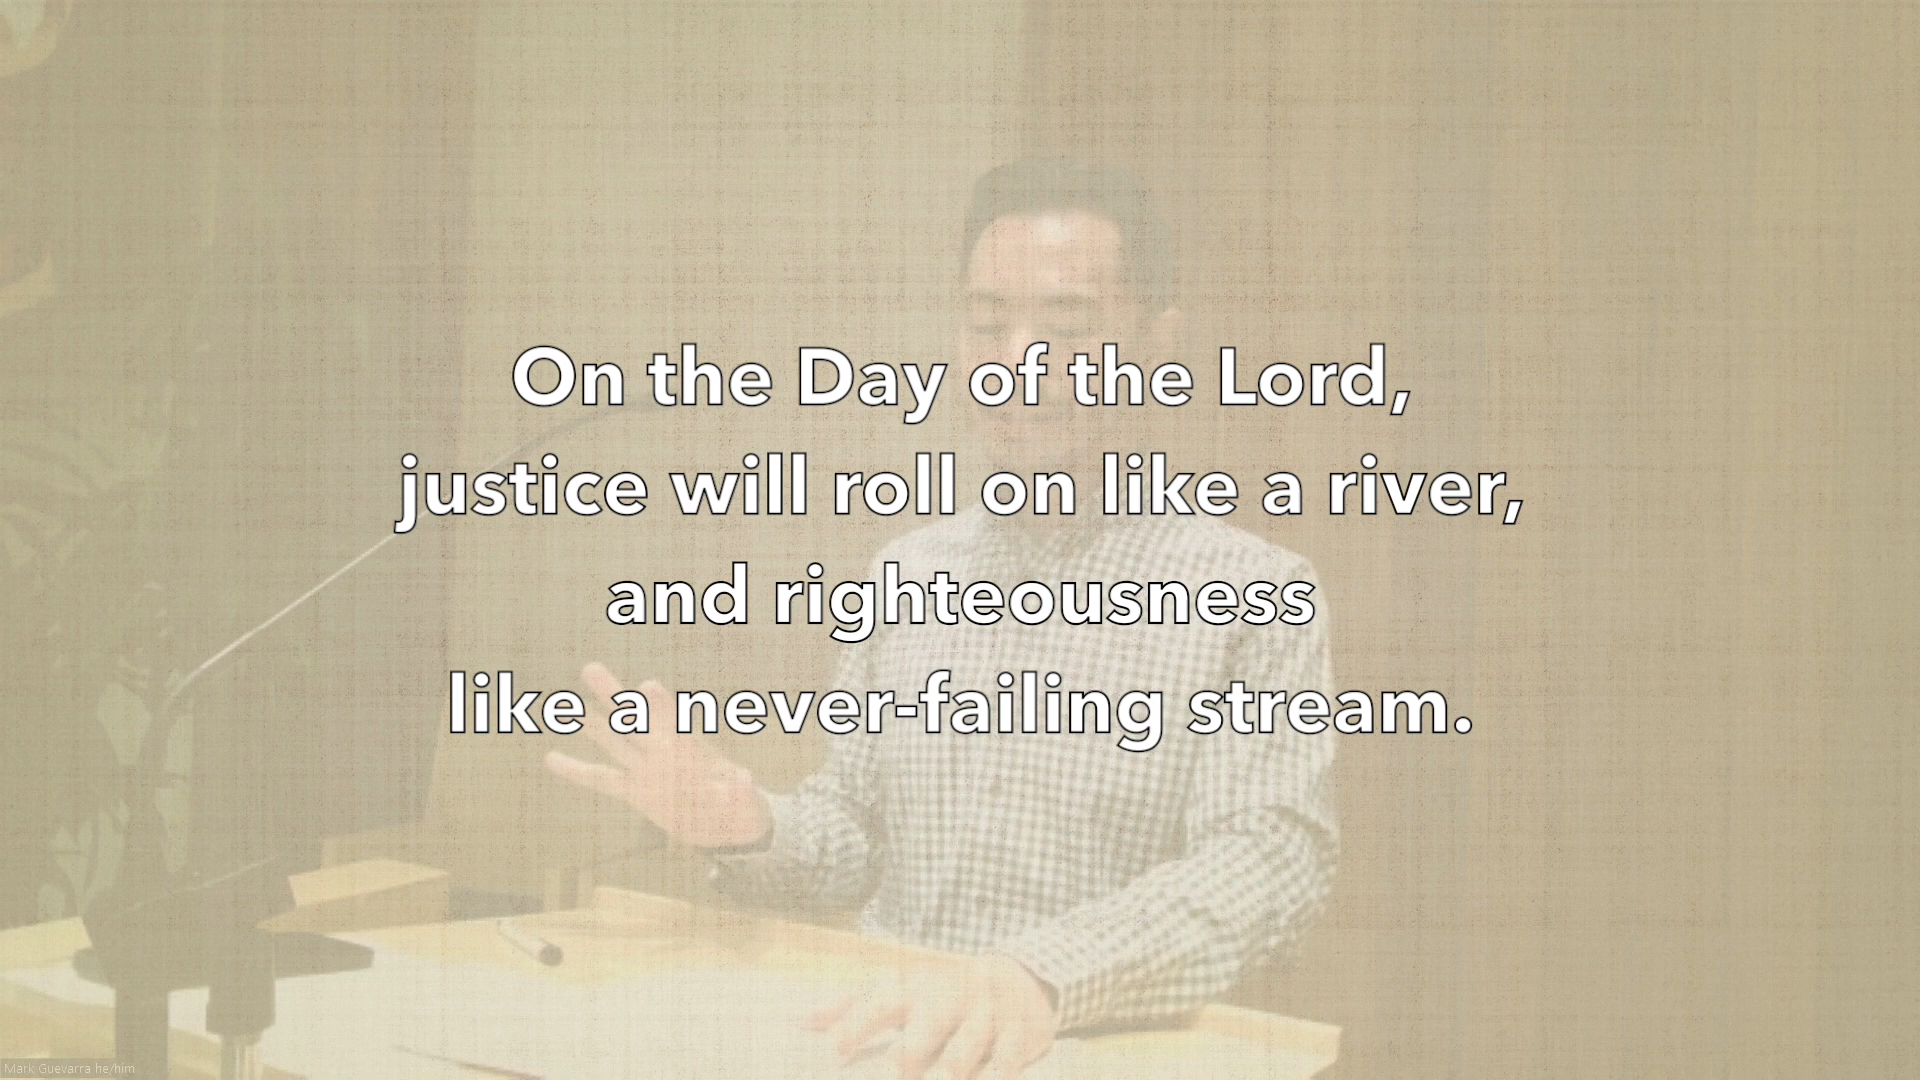 On the Day of the Lord,
justice will roll on like a river,
and righteousness
like a never-failing stream.
Mark Guevarra he/him